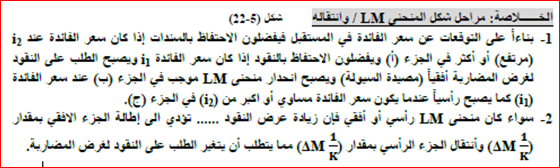 الخـــلاصة: مراحل شكل المنحنى LM / وانتقاله شكل (5-22)
1- بناءاً على التوقعات عن سعر الفائدة في المستقبل فيفضلون الاحتفاظ بالسندات إذا كان سعر الفائدة عند i2
(مرتفع) أو أكثر في الجزء (أ) ويفضلون الاحتفاظ بالنقود إذا كان سعر الفائدة i1 ويصبح الطلب على النقود
لغرض المضاربة أفقياً (مصيدة السيولة) ويصبح انحدار منحنى LM موجب في الجزء (ب) عند سعر الفائدة
(i1) كما يصبح رأسياً عندما يكون سعر الفائدة مساوي أو اكبر من (i2) في الجزء (ج).
2- سواء كان منحنى LM رأسي أو أفقي فإن زيادة عرض النقود ...... تؤدي الى إطالة الجزء الافقي بمقدار
(ΔM 1/K) وأنتقال الجزء الرأسي بمقدار (ΔM 1/K) مما يتطلب أن يتغير الطلب على النقود لغرض المضاربة.